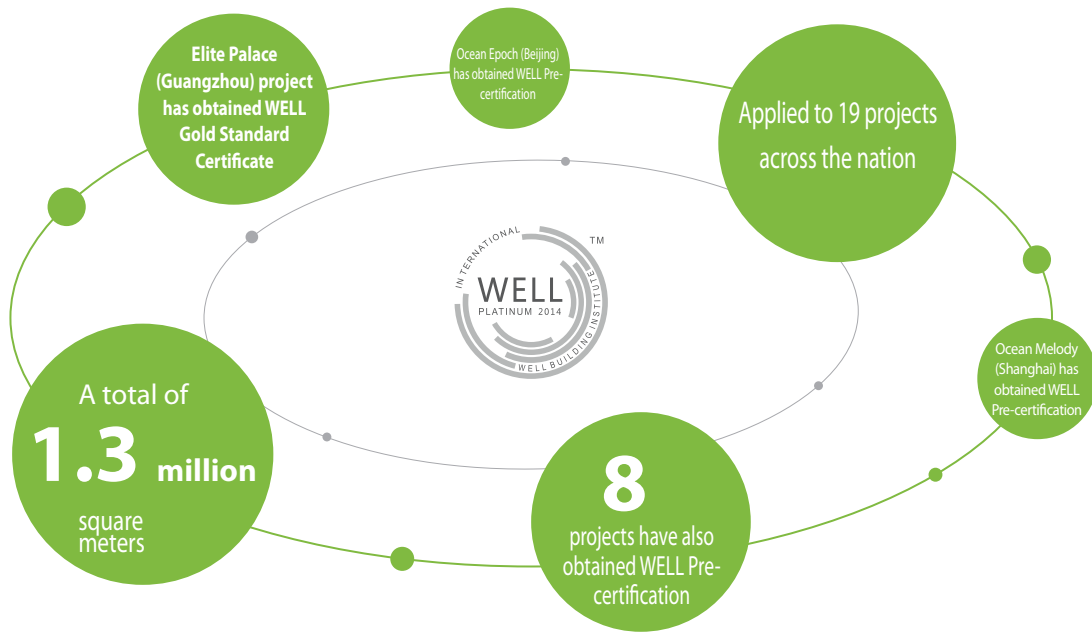 Elite Palace
(Guangzhou) project
has obtained WELL
Gold Standard
Certificate
Ocean Epoch (Beijing)
has obtained WELL Pre-
certification
Applied to 19 projects
across the nation
INTERNATIONAL
TM
WELL
PLATINUM 2014
WELL BUILDING INSTITUTE
Ocean Melody
(Shanghai) has
obtained WELL
Pre-certification
A total of
1.3 million
square
meters
8
projects have also
obtained WELL Pre-
certification